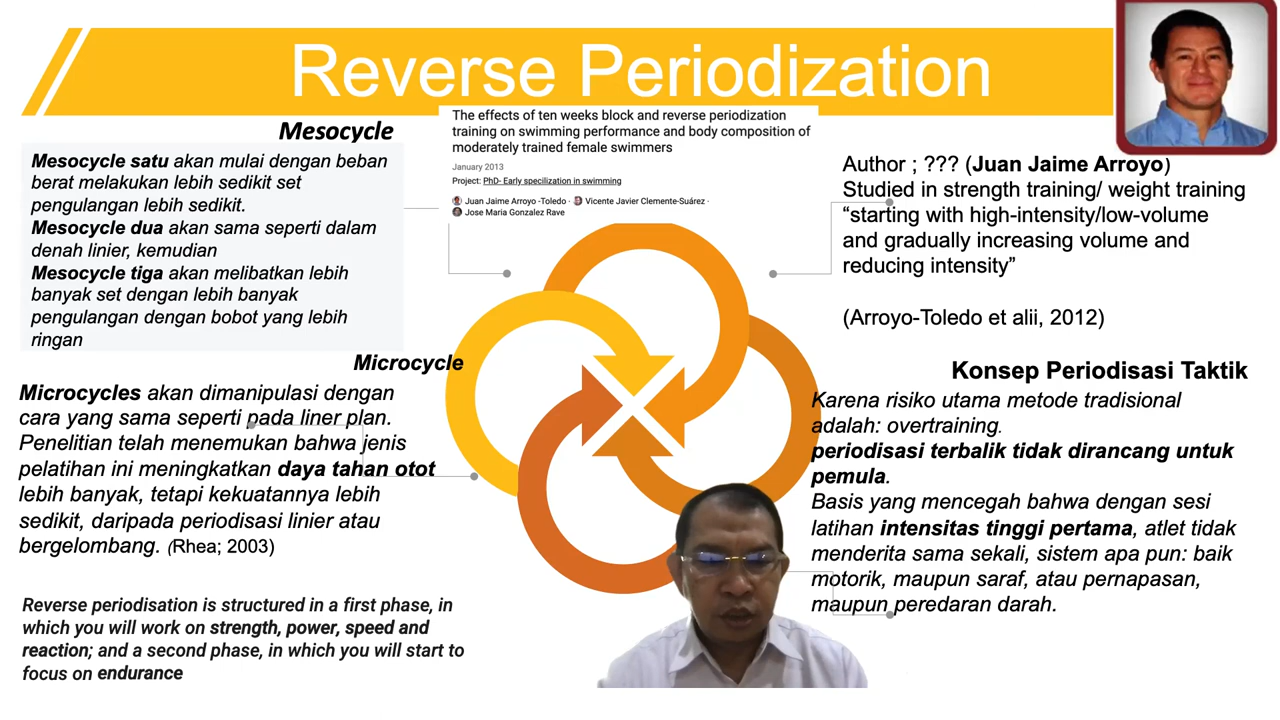 Reverse Periodization
Mesocycle
Mesocycle satu akan mulai dengan beban
berat melakukan lebih sedikit set
pengulangan lebih sedikit.
Mesocycle dua akan sama seperti dalam
denah linier, kemudian
Mesocycle tiga akan melibatkan lebih
banyak set dengan lebih banyak
pengulangan dengan bobot yang lebih
ringan
The effects of ten weeks block and reverse periodization
training on swimming performance and body composition of
moderately trained female swimmers
January 2013
Project: PhD- Early specilization in swimming
Juan Jaime Arroyo -Toledo · Vicente Javier Clemente-Suárez ·
Jose Maria Gonzalez Rave
Author ; ??? (Juan Jaime Arroyo)
Studied in strength training/ weight training
“starting with high-intensity/low-volume
and gradually increasing volume and
reducing intensity”
(Arroyo-Toledo et alii, 2012)
Microcycle
Microcycles akan dimanipulasi dengan
cara yang sama seperti pada liner plan.
Penelitian telah menemukan bahwa jenis
pelatihan ini meningkatkan daya tahan otot
lebih banyak, tetapi kekuatannya lebih
sedikit, daripada periodisasi linier atau
bergelombang. (Rhea; 2003)
Konsep Periodisasi Taktik
Karena risiko utama metode tradisional
adalah: overtraining.
periodisasi terbalik tidak dirancang untuk
pemula.
Basis yang mencegah bahwa dengan sesi
latihan intensitas tinggi pertama, atlet tidak
menderita sama sekali, sistem apa pun: baik
motorik, maupun saraf, atau pernapasan,
maupun peredaran darah.
Reverse periodisation is structured in a first phase, in
which you will work on strength, power, speed and
reaction; and a second phase, in which you will start to
focus on endurance